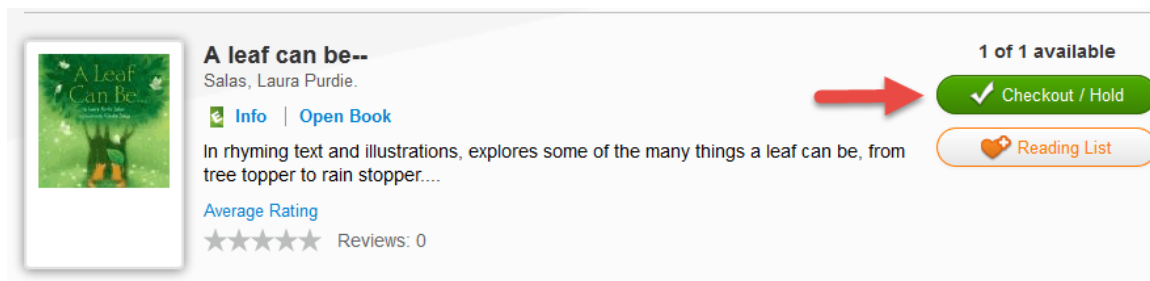 A leaf can be--
Salas, Laura Purdie.
Info | Open Book
In rhyming text and illustrations, explores some of the many things a leaf can be, from
tree topper to rain stopper....
Average Rating
Reviews: 0
1 of 1 available
Checkout / Hold
Reading List
A Leaf
Can Be...